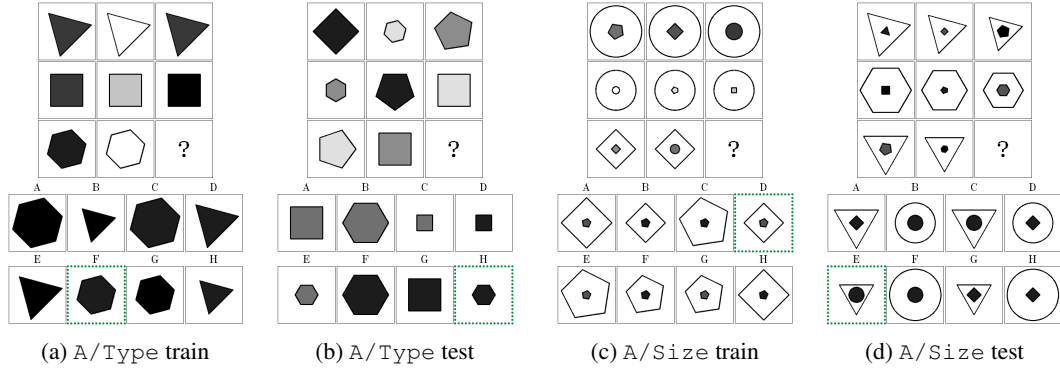 ?
?
?
?
A B C D
A B C D
A B C D
A B C D
E F G H
E F G H
E F G H
E F G H
(a) A/Type train
(b) A/Type test
(c) A/Size train
(d) A/Size test